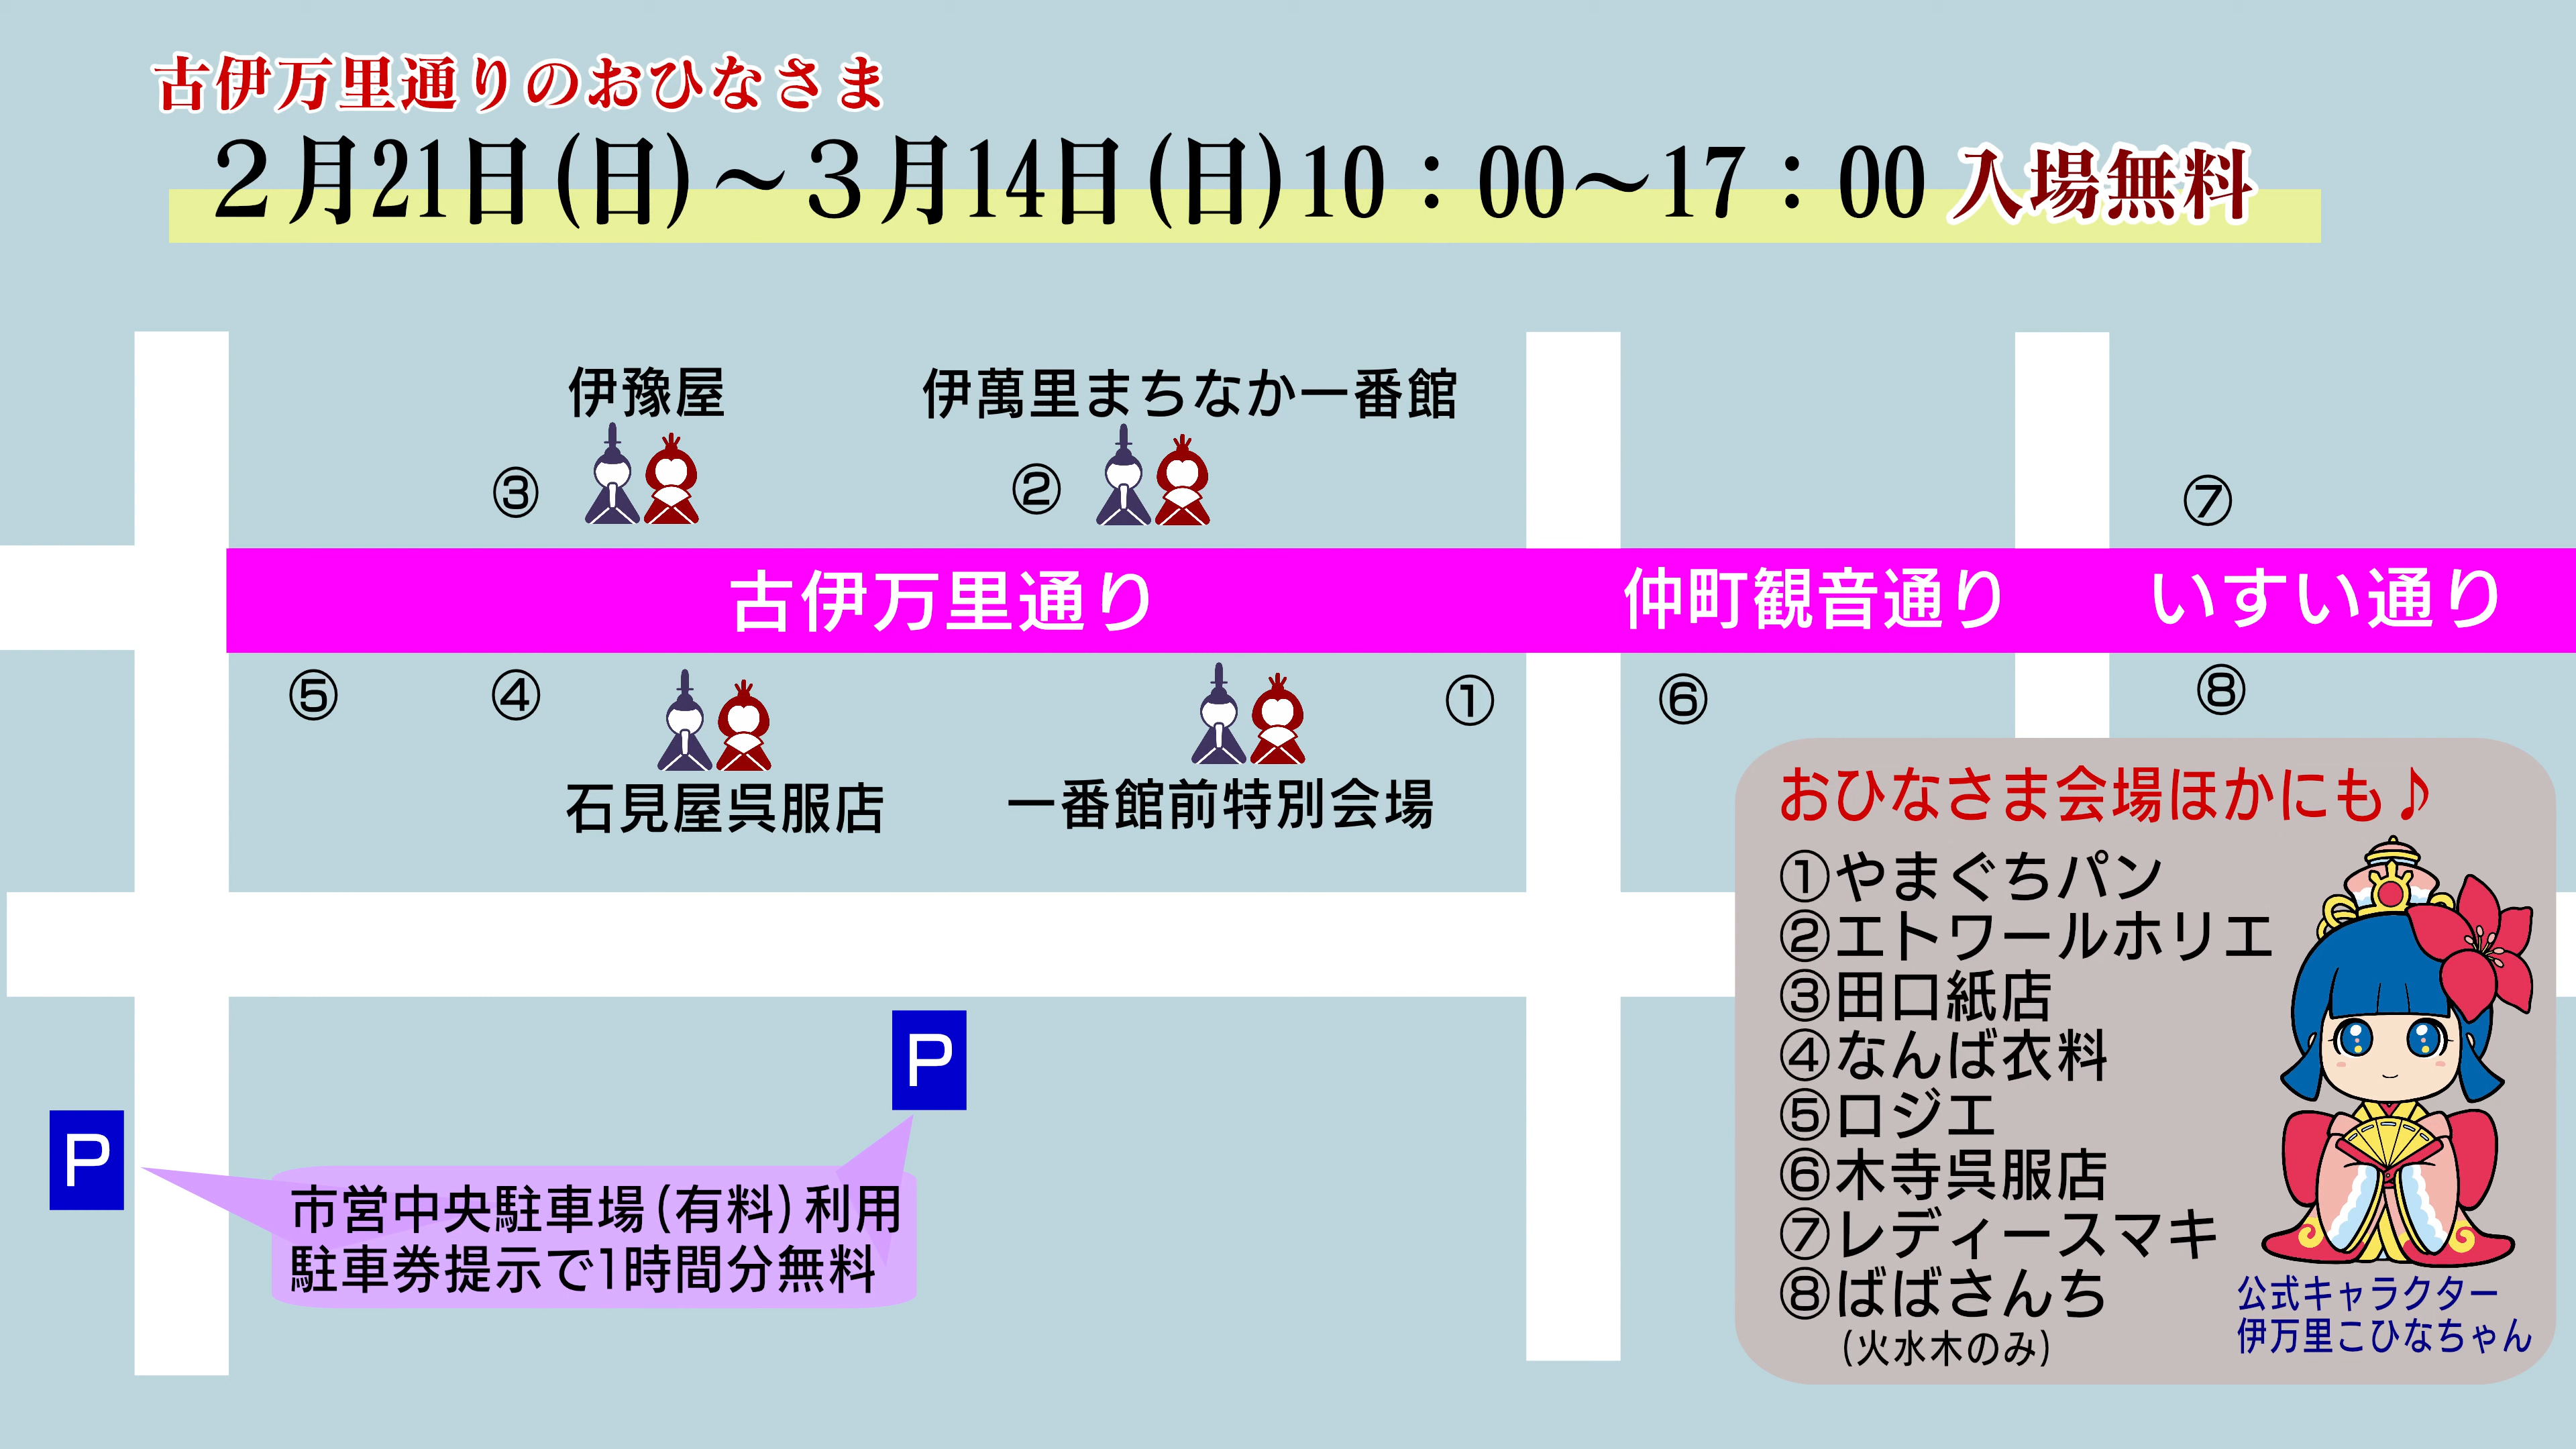 古伊万里通りのおひなさま
２月21日(日)～３月14日(日)10：00～17：00 入場無料
伊豫屋
伊萬里まちなか一番館
③
②
⑦
古伊万里通り
仲町観音通り
いすい通り
⑤
④
①
⑥
⑧
石見屋呉服店
一番館前特別会場
おひなさま会場ほかにも♪
①やまぐちパン
②エトワールホリエ
③田口紙店
④なんば衣料
⑤ロジエ
⑥木寺呉服店
⑦レディースマキ
⑧ばばさんち
(火水木のみ)
公式キャラクター
伊万里こひなちゃん
P
P
市営中央駐車場(有料)利用
駐車券提示で1時間分無料